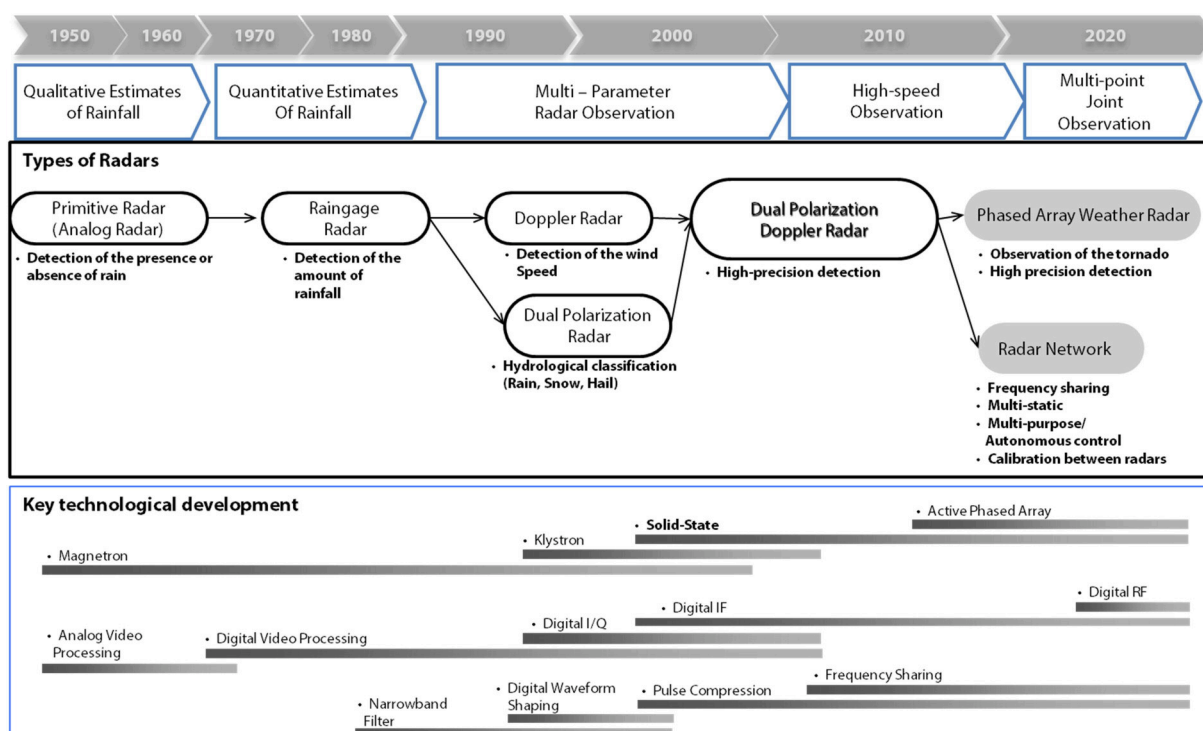 1950 1960 1970 1980 1990 2000 2010 2020
Qualitative Estimates
of Rainfall
Quantitative Estimates
Of Rainfall
Multi – Parameter
Radar Observation
High-speed
Observation
Multi-point
Joint
Observation
Types of Radars
Primitive Radar
(Analog Radar)
• Detection of the presence or
absence of rain
Raingage
Radar
• Detection of the
amount of
rainfall
Doppler Radar
• Detection of the wind
Speed
Dual Polarization
Radar
• Hydrological classification
(Rain, Snow, Hail)
Dual Polarization
Doppler Radar
• High-precision detection
Phased Array Weather Radar
• Observation of the tornado
• High precision detection
Radar Network
• Frequency sharing
• Multi-static
• Multi-purpose/
Autonomous control
• Calibration between radars
Key technological development
• Magnetron
• Klystron
• Solid-State
• Active Phased Array
• Analog Video
Processing
• Digital Video Processing
• Digital I/Q
• Digital IF
• Digital RF
• Narrowband
Filter
• Digital Waveform
Shaping
• Pulse Compression
• Frequency Sharing